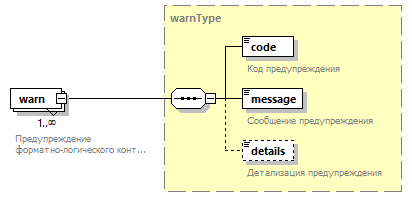 warnType
code
Код предупреждения
warn
1..∞
Предупреждение
форматно-логического конт...
message
Сообщение предупреждения
details
Детализация предупреждения